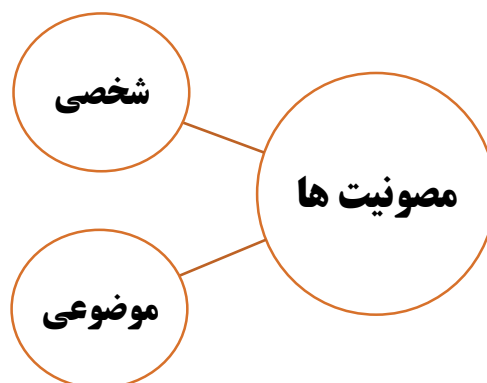 مصونیت ها
شخصی
موضوعی